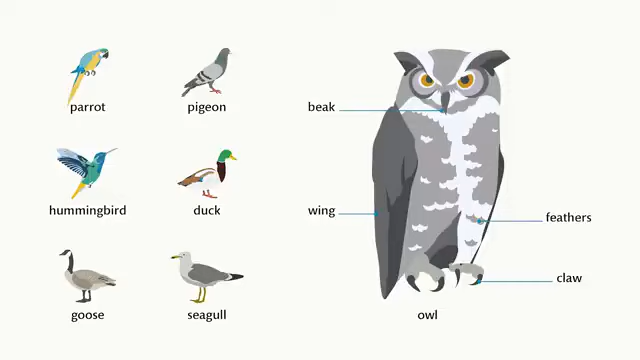 parrot
pigeon
hummingbird
duck
goose
seagull
beak
wing
feathers
claw
owl